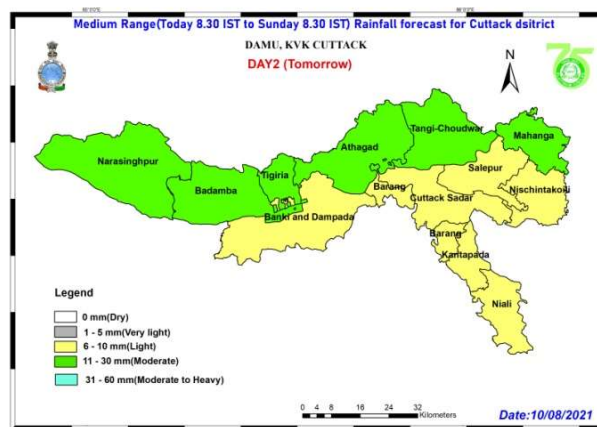 Medium Range(Today 8.30 IST to Sunday 8.30 IST) Rainfall forecast for Cuttack dsitrict
DAMU, KVK CUTTACK
DAY2 (Tomorrow)
N
75
Tangi-Choudwar
Mahanga
Athagad
Narasinghpur
Tigiria
Salepur
Badamba
Barang
Nischintakoili
Cuttack Sadar
Banki and Dampada
Barang
Kantapada
Niali
Legend
0 mm(Dry)
1 - 5 mm(Very light)
6 - 10 mm(Light)
11 - 30 mm(Moderate)
31 - 60 mm(Moderate to Heavy)
0 4 8 16 24 32
Kilometers
Date:10/08/2021